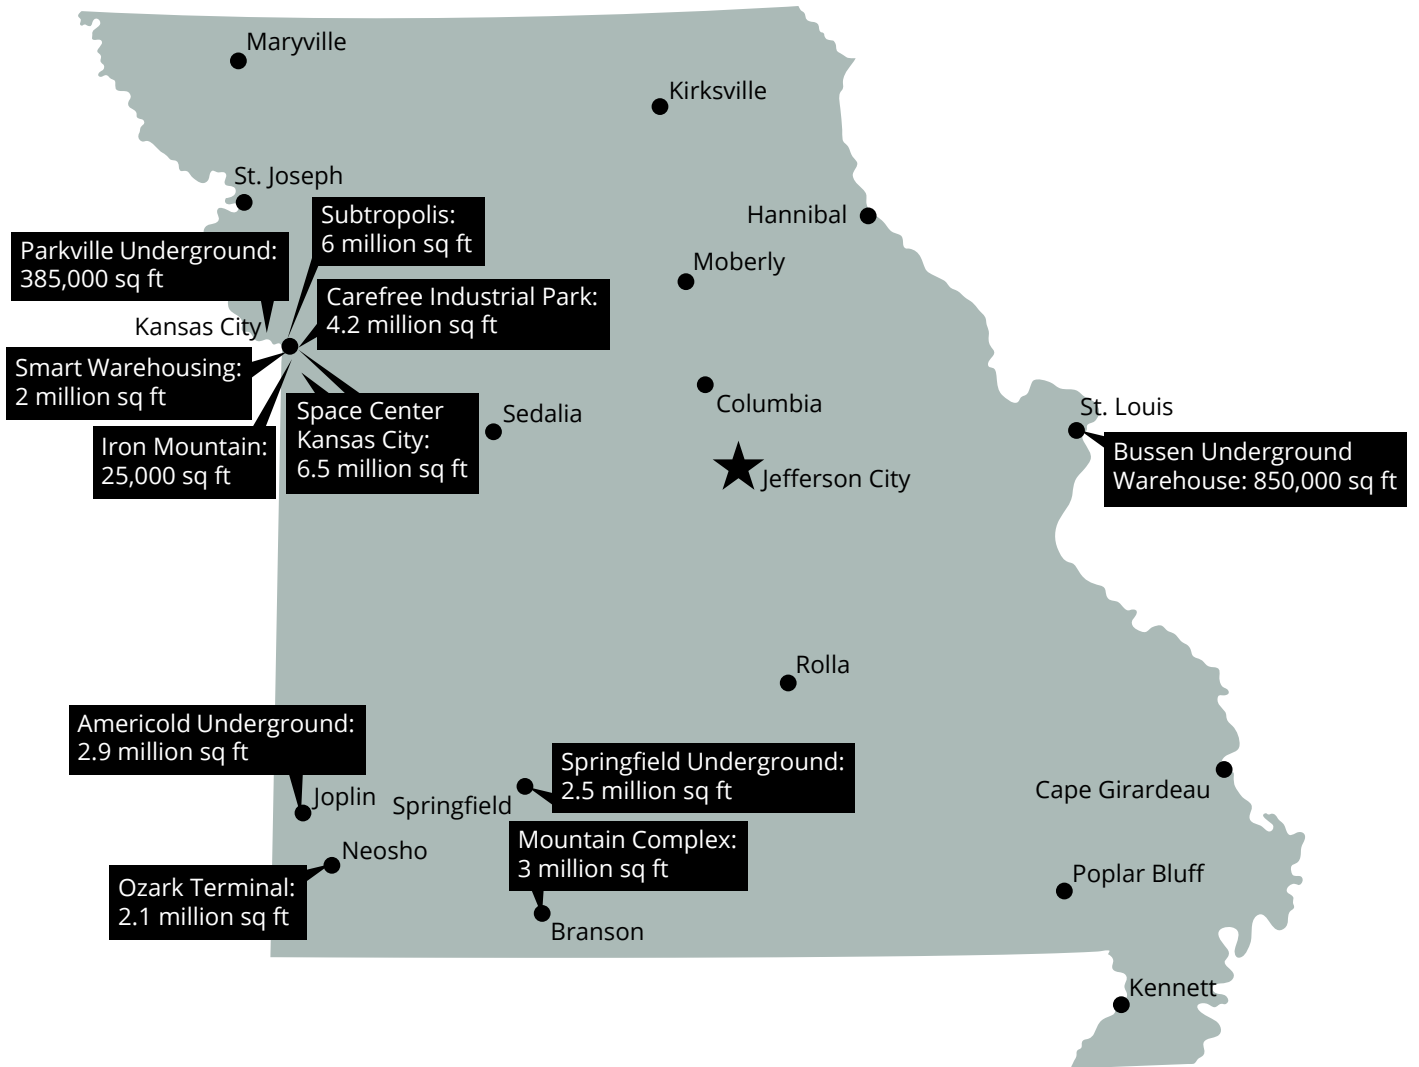 Maryville
Kirksville
St. Joseph
Subtropolis:
6 million sq ft
Hannibal
Parkville Underground:
385,000 sq ft
Moberly
Carefree Industrial Park:
4.2 million sq ft
Kansas City
Smart Warehousing:
2 million sq ft
Space Center
Kansas City:
6.5 million sq ft
Iron Mountain:
25,000 sq ft
Sedalia
Columbia
St. Louis
Bussen Underground
Warehouse: 850,000 sq ft
Jefferson City
Rolla
Americold Underground:
2.9 million sq ft
Joplin
Springfield
Springfield Underground:
2.5 million sq ft
Cape Girardeau
Mountain Complex:
3 million sq ft
Neosho
Ozark Terminal:
2.1 million sq ft
Poplar Bluff
Branson
Kennett